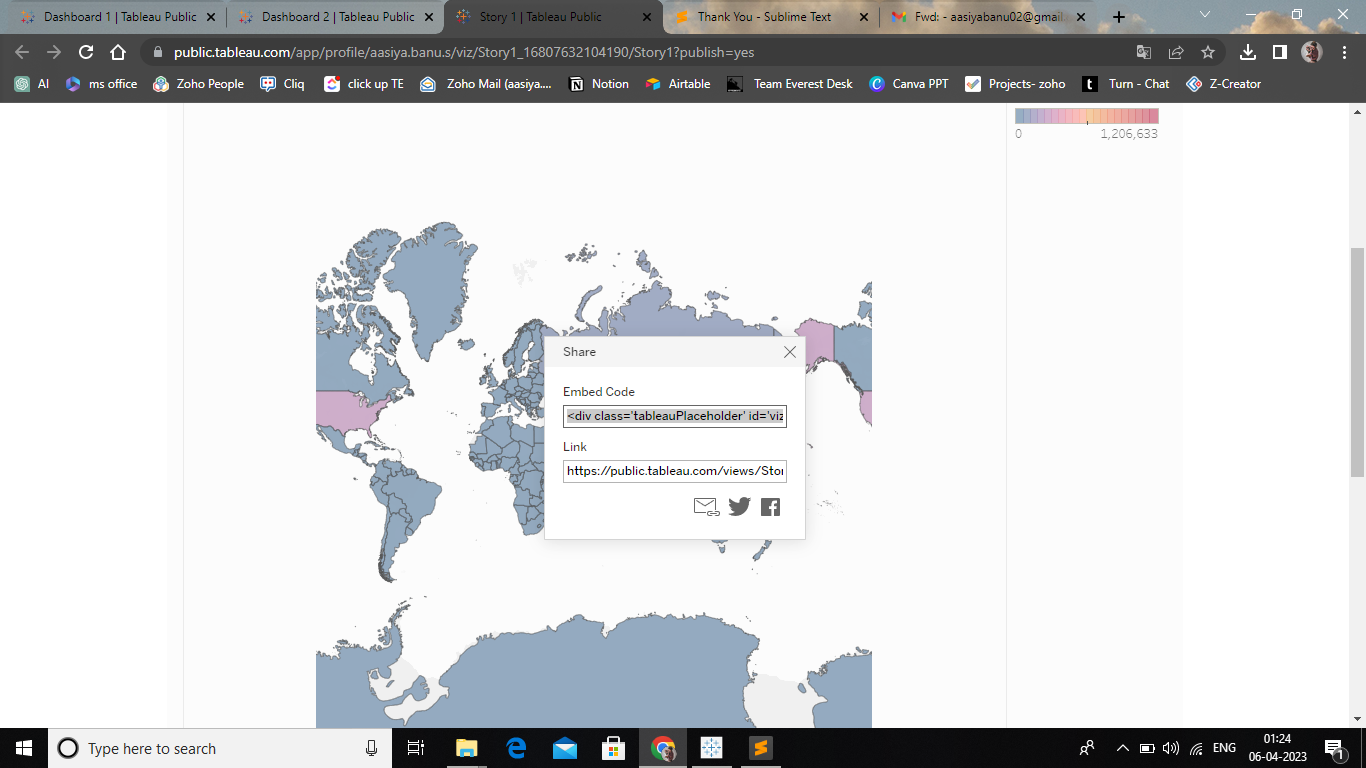 Dashboard 1 | Tableau Public
Dashboard 2 | Tableau Public
Story 1 | Tableau Public
Thank You - Sublime Text
Fwd: - aasiyabanu02@gmail.
public.tableau.com/app/profile/aasiya.banu.s/viz/Story1_16807632104190/Story1?publish=yes
AI
ms office
Zoho People
Cliq
click up TE
Zoho Mail (aasiya....
Notion
Airtable
Team Everest Desk
Canva PPT
Projects- zoho
Turn - Chat
Z-Creator
0
1,206,633
Share
Embed Code
<div class='tableauPlaceholder' id='viz
Link
https://public.tableau.com/views/Stor
Type here to search
ENG
01:24
06-04-2023
1